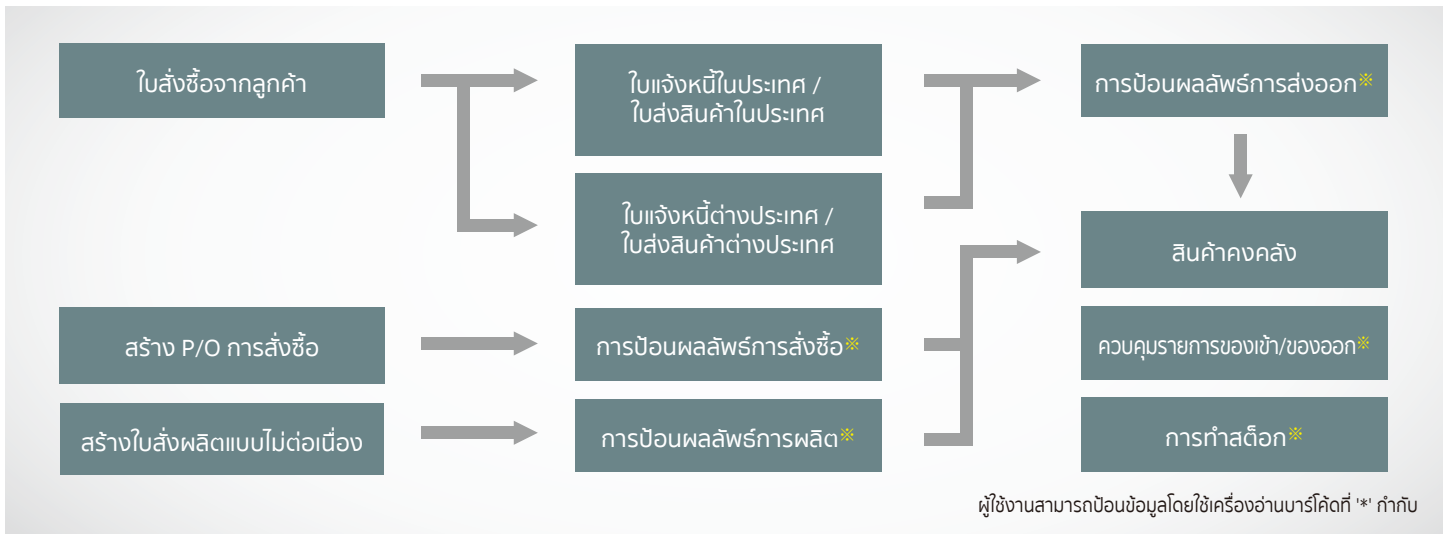 ใบสั่งซื้อจากลูกค้า
ใบแจ้งหนี้ในประเทศ /
ใบส่งสินค้าในประเทศ
การป้อนผลลัพธ์การส่งออก※
ใบแจ้งหนี้ต่างประเทศ /
ใบส่งสินค้าต่างประเทศ
สินค้าคงคลัง
สร้าง P/O การสั่งซื้อ
การป้อนผลลัพธ์การสั่งซื้อ※
ควบคุมรายการของเข้า/ของออก※
สร้างใบสั่งผลิตแบบไม่ต่อเนื่อง
การป้อนผลลัพธ์การผลิต※
การทำสต็อก※
ผู้ใช้งานสามารถป้อนข้อมูลโดยใช้เครื่องอ่านบาร์โค้ดที่ '*' กำกับ